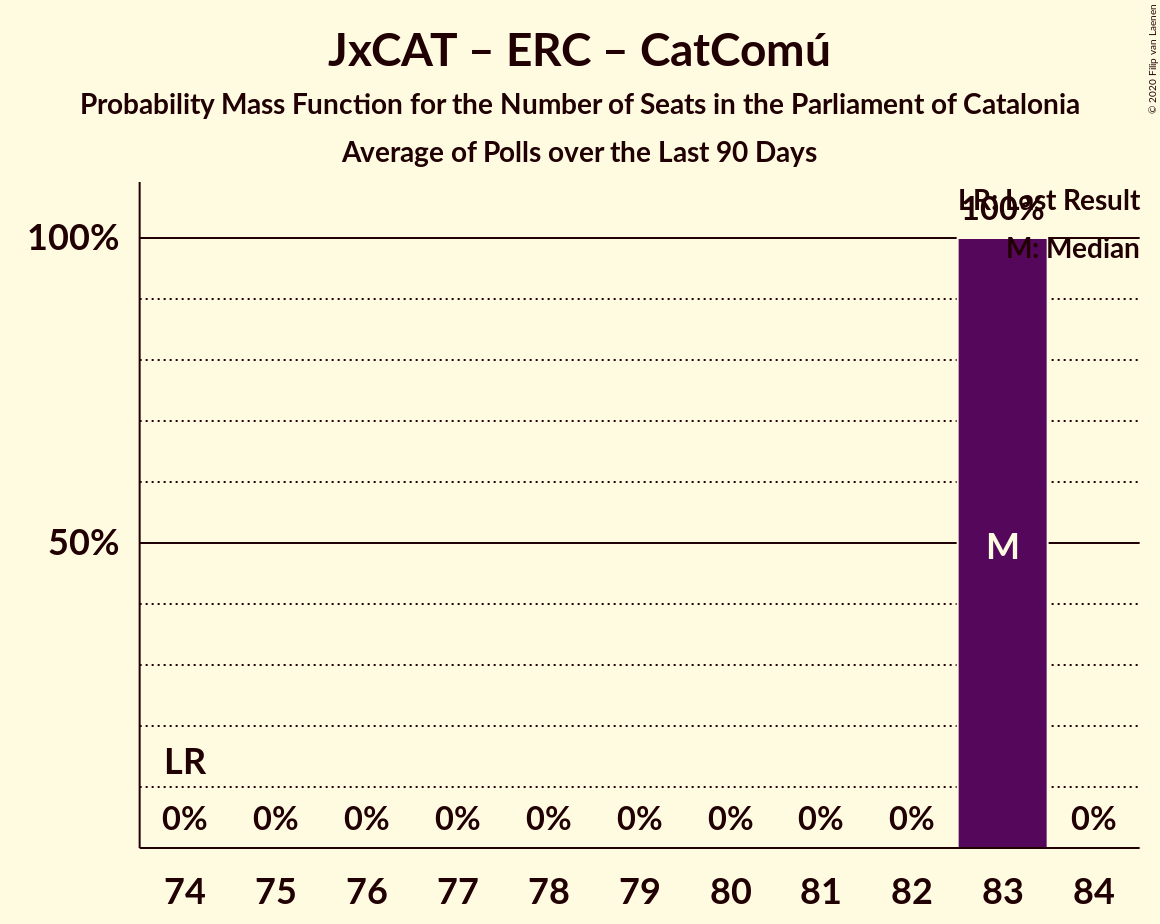 JxCAT – ERC – CatComú
Probability Mass Function for the Number of Seats in the Parliament of Catalonia
Average of Polls over the Last 90 Days
© 2020 Filip van Laenen
LR: Last Result
100%
M: Median
100%
50%
M
LR
0% 0% 0% 0% 0% 0% 0% 0% 0% 0%
74 75 76 77 78 79 80 81 82 83 84